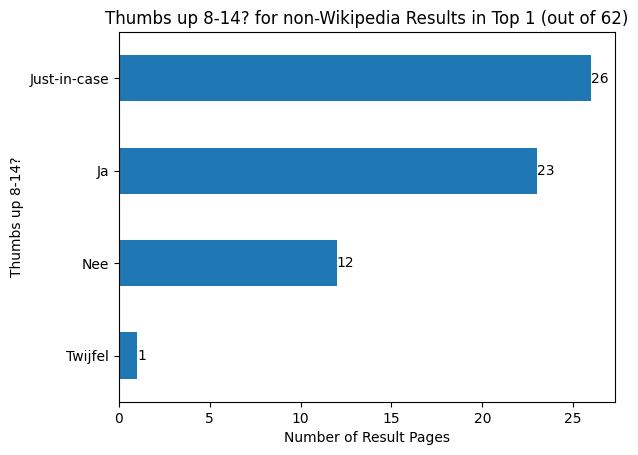 Thumbs up 8-14? for non-Wikipedia Results in Top 1 (out of 62)
Just-in-case
26
Ja
23
Nee
12
Twijfel
1
Thumbs up 8-14?
0 5 10 15 20 25
Number of Result Pages